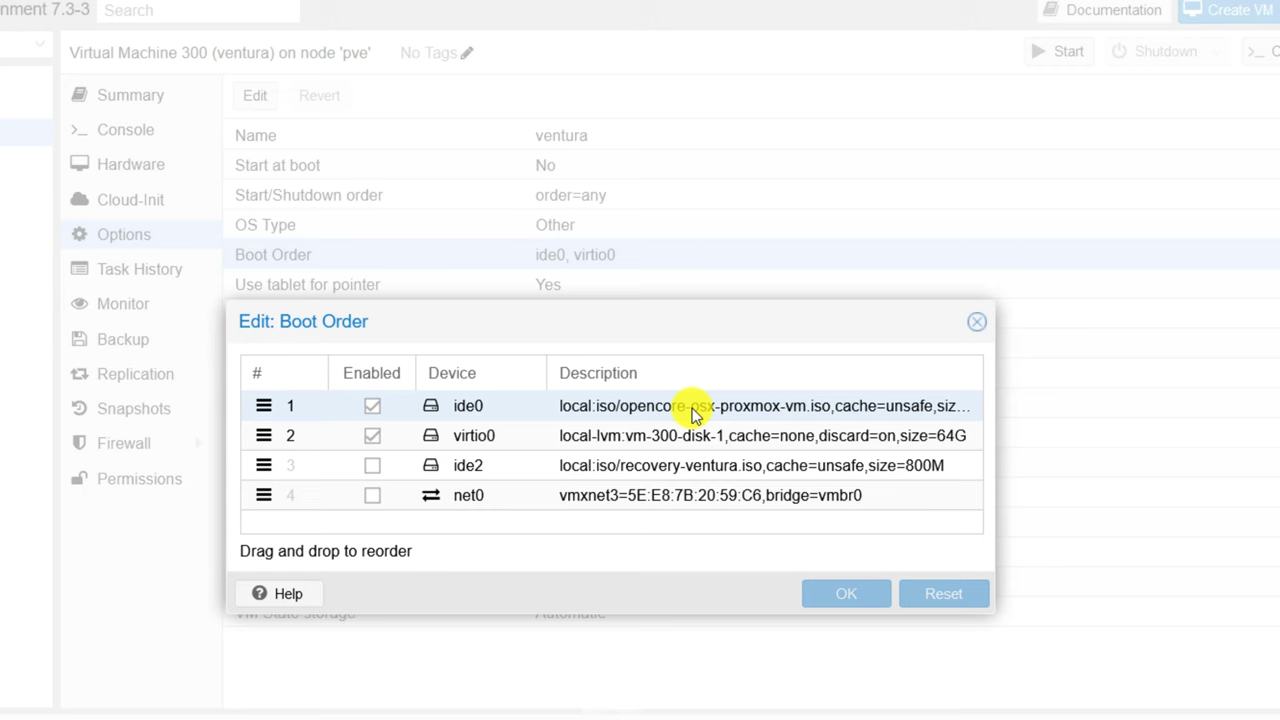 nment 7.3-3 Search Documentation Create VM
Virtual Machine 300 (ventura) on node 'pve' No Tags Start Shutdown
Summary
Console
Hardware
Cloud-Init
Options
Task History
Monitor
Backup
Replication
Snapshots
Firewall
Permissions
Edit Revert
Name ventura
Start at boot No
Start/Shutdown order order=any
OS Type Other
Boot Order ide0, virtio0
Use tablet for pointer Yes
Edit: Boot Order
# Enabled Device Description
1 ide0 local:iso/opencore-osx-proxmox-vm.iso,cache=unsafe,siz...
2 virtio0 local-lvm:vm-300-disk-1,cache=none,discard=on,size=64G
3 ide2 local:iso/recovery-ventura.iso,cache=unsafe,size=800M
4 net0 vmxnet3=5E:E8:7B:20:59:C6,bridge=vmbr0
Drag and drop to reorder
Help OK Reset
VM State storage Automatic